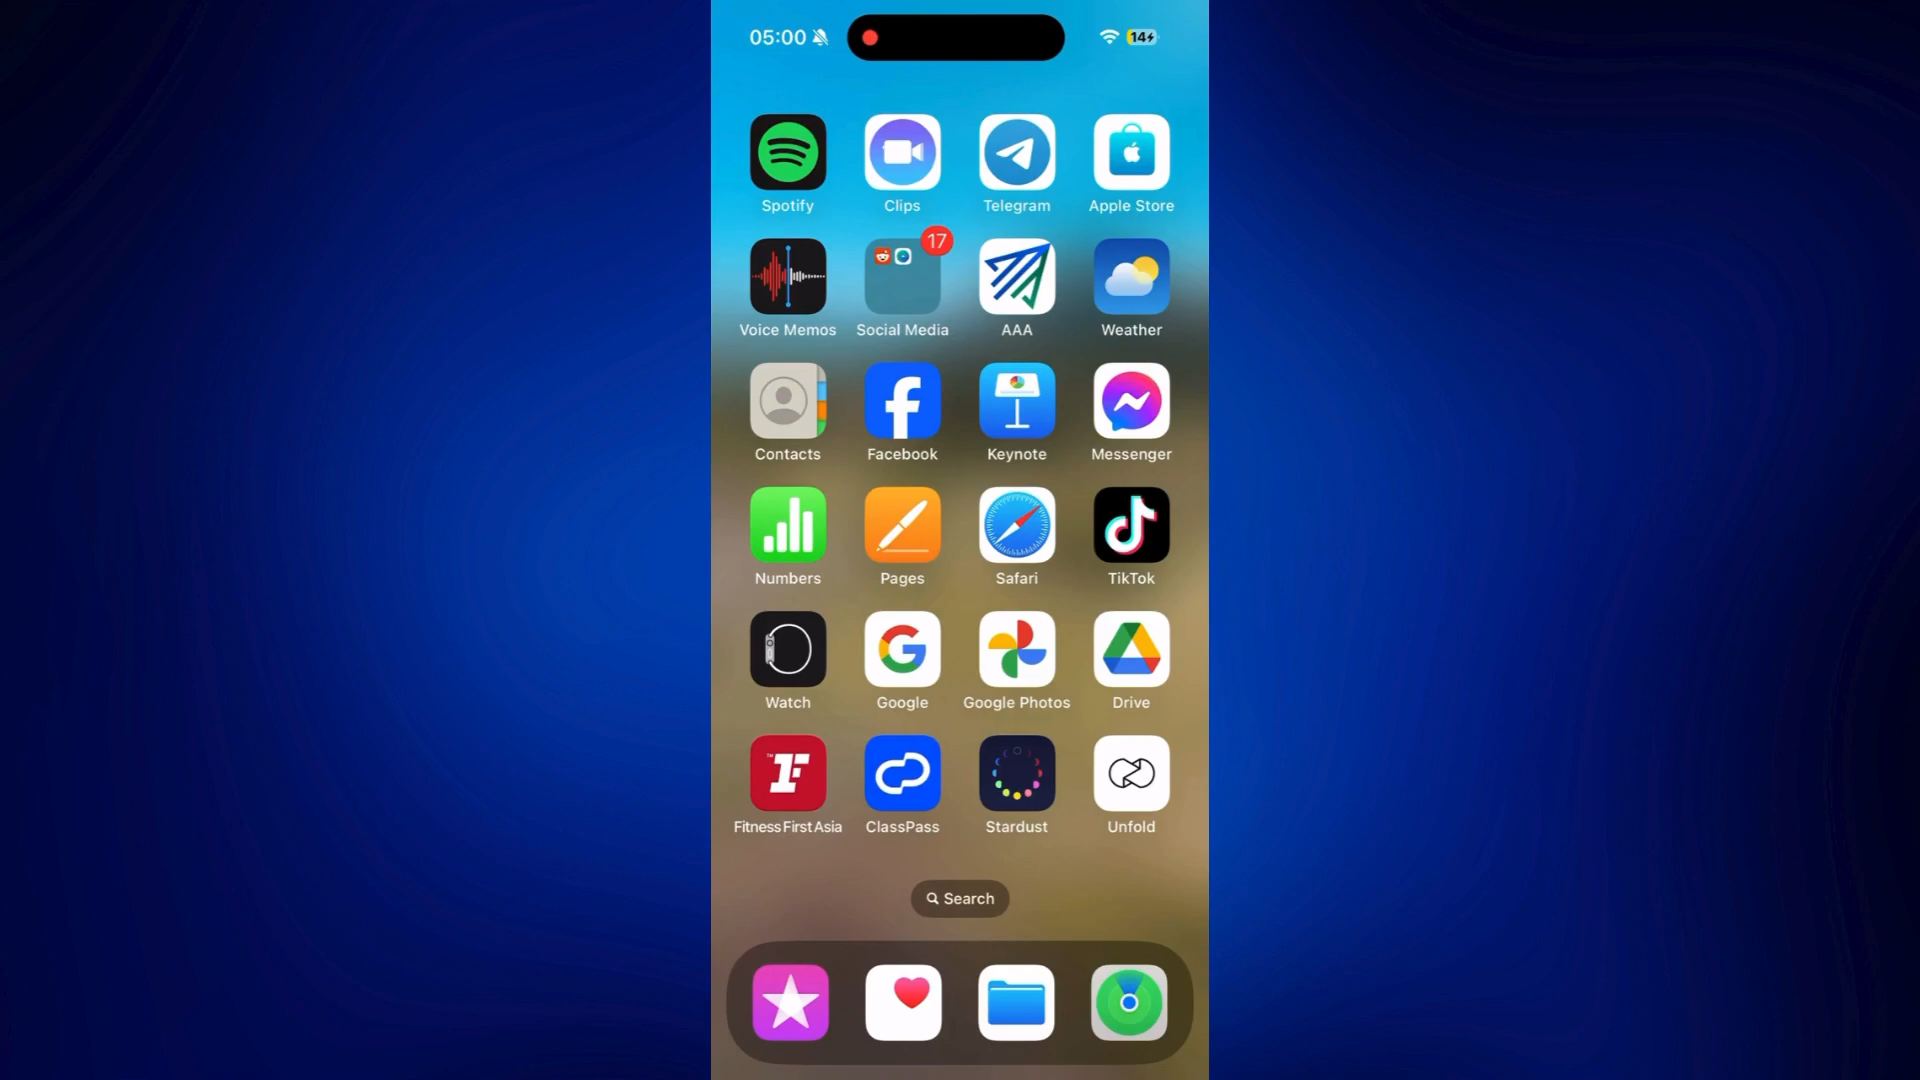 05:00
14
Spotify
Clips
Telegram
Apple Store
17
Voice Memos
Social Media
AAA
Weather
Contacts
Facebook
Keynote
Messenger
Numbers
Pages
Safari
TikTok
Watch
Google
Google Photos
Drive
Fitness First Asia
ClassPass
Stardust
Unfold
Search